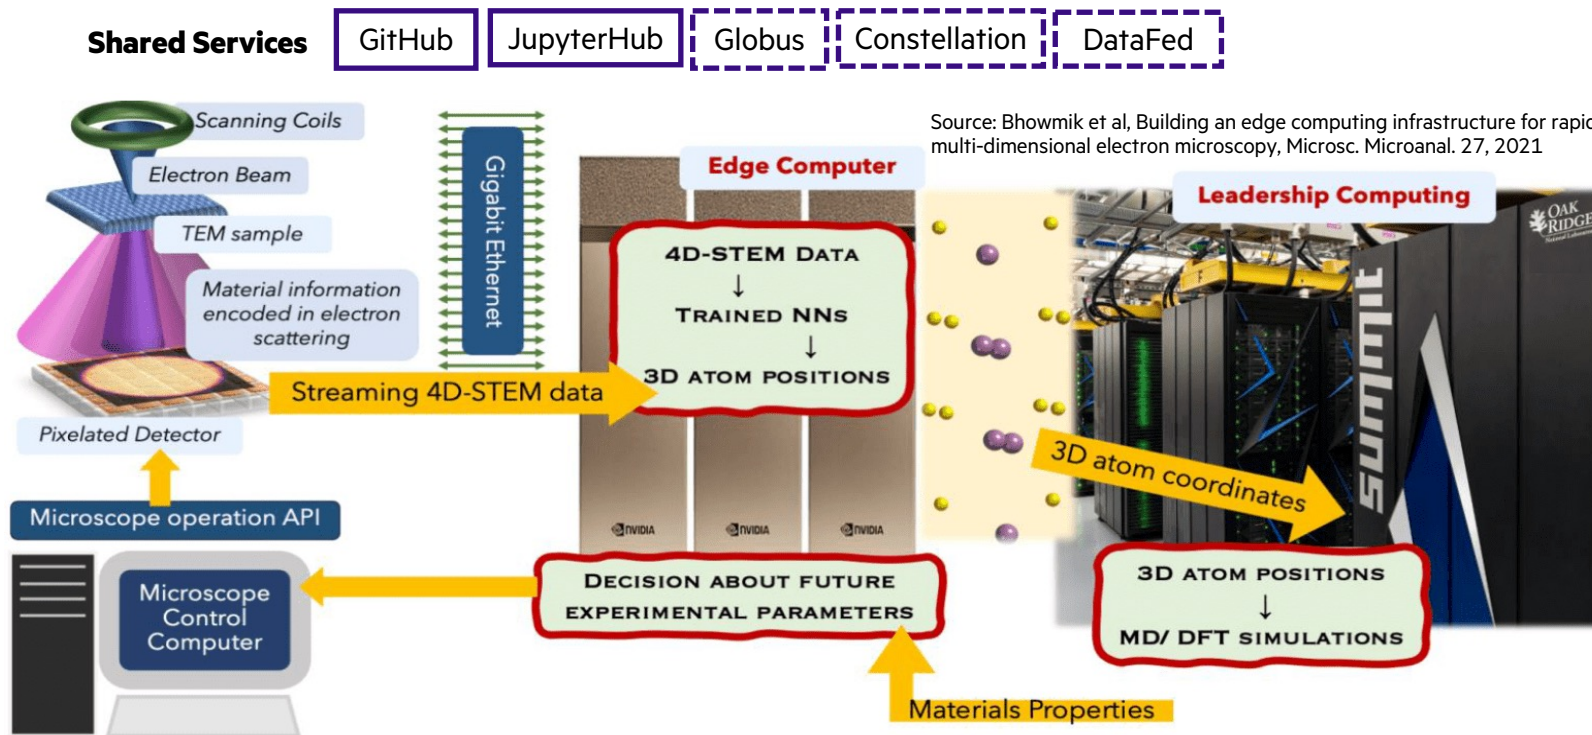 Shared Services
GitHub
JupyterHub
Globus
Constellation
DataFed
Source: Bhowmik et al, Building an edge computing infrastructure for rapid
multi-dimensional electron microscopy, Microsc. Microanal. 27, 2021
Scanning Coils
Electron Beam
TEM sample
Material information
encoded in electron
scattering
Pixelated Detector
Gigabit Ethernet
Streaming 4D-STEM data
Edge Computer
4D-STEM DATA
↓
TRAINED NNS
↓
3D ATOM POSITIONS
NVIDIA
NVIDIA
NVIDIA
Leadership Computing
OAK
RIDGE
National Laboratory
summit
3D atom coordinates
3D ATOM POSITIONS
↓
MD/ DFT SIMULATIONS
Microscope operation API
Microscope
Control
Computer
DECISION ABOUT FUTURE
EXPERIMENTAL PARAMETERS
Materials Properties